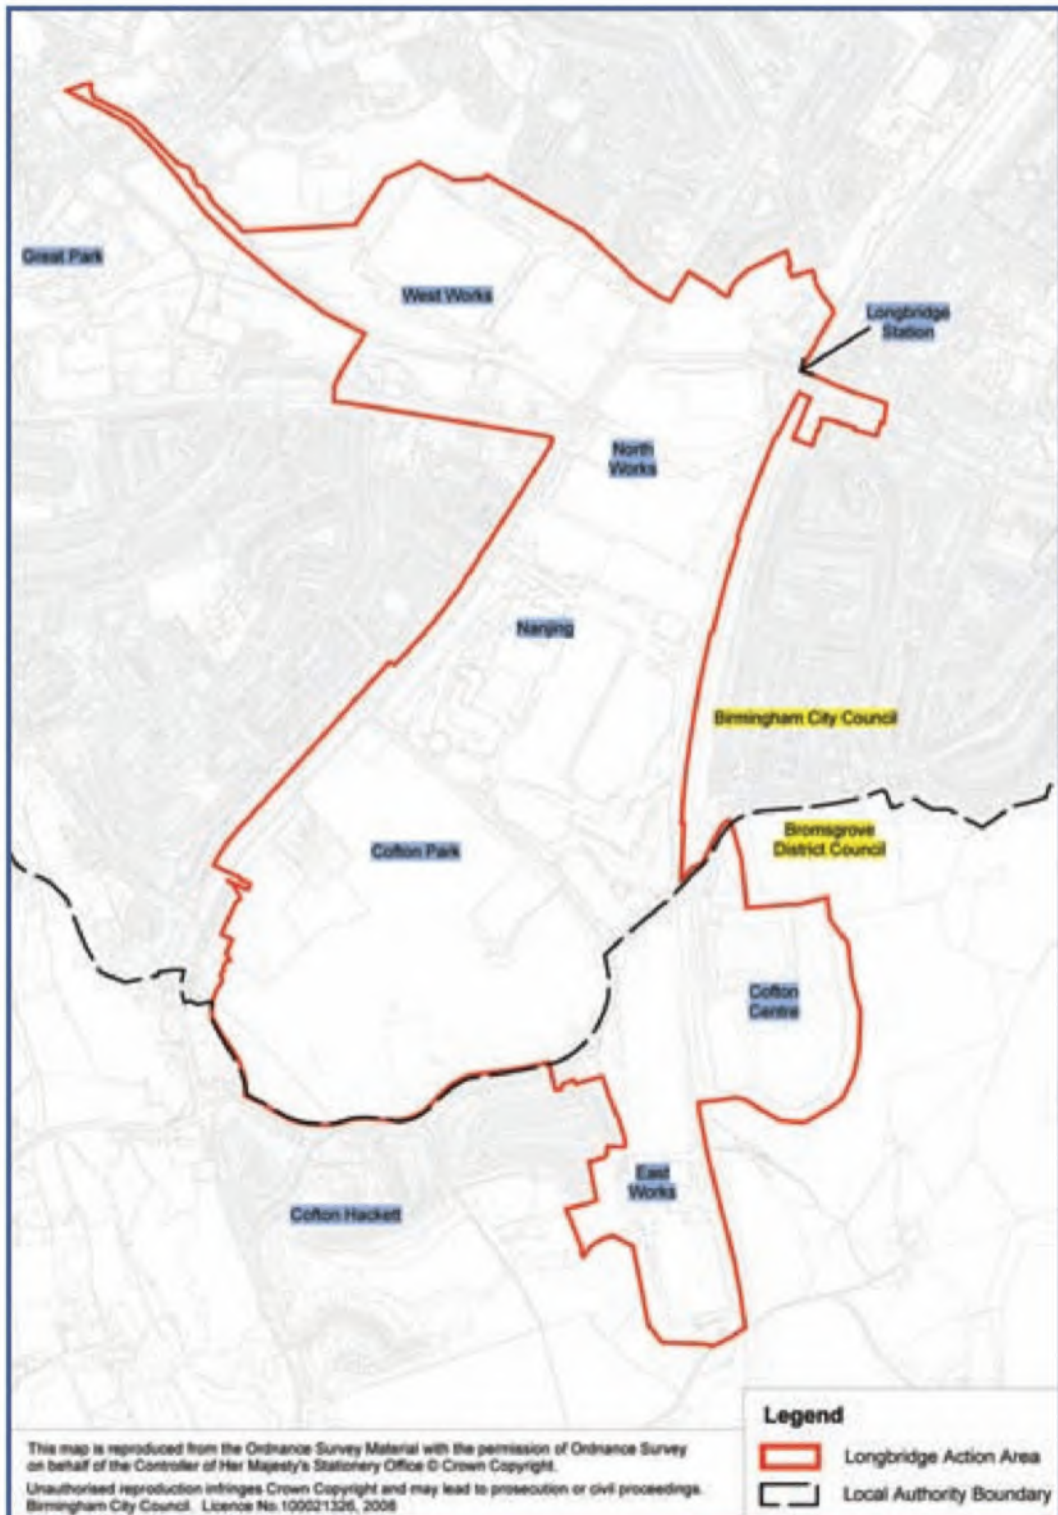 Great Park
West Works
Longbridge
Station
North
Works
Nanjing
Birmingham City Council
Bromsgrove
District Council
Cofton Park
Cofton
Centre
East
Works
Cofton Hackett
Legend
Longbridge Action Area
Local Authority Boundary
This map is reproduced from the Ordnance Survey Material with the permission of Ordnance Survey
on behalf of the Controller of Her Majesty's Stationery Office © Crown Copyright.
Unauthorised reproduction infringes Crown Copyright and may lead to prosecution or civil proceedings.
Birmingham City Council. Licence No.100021326, 2008